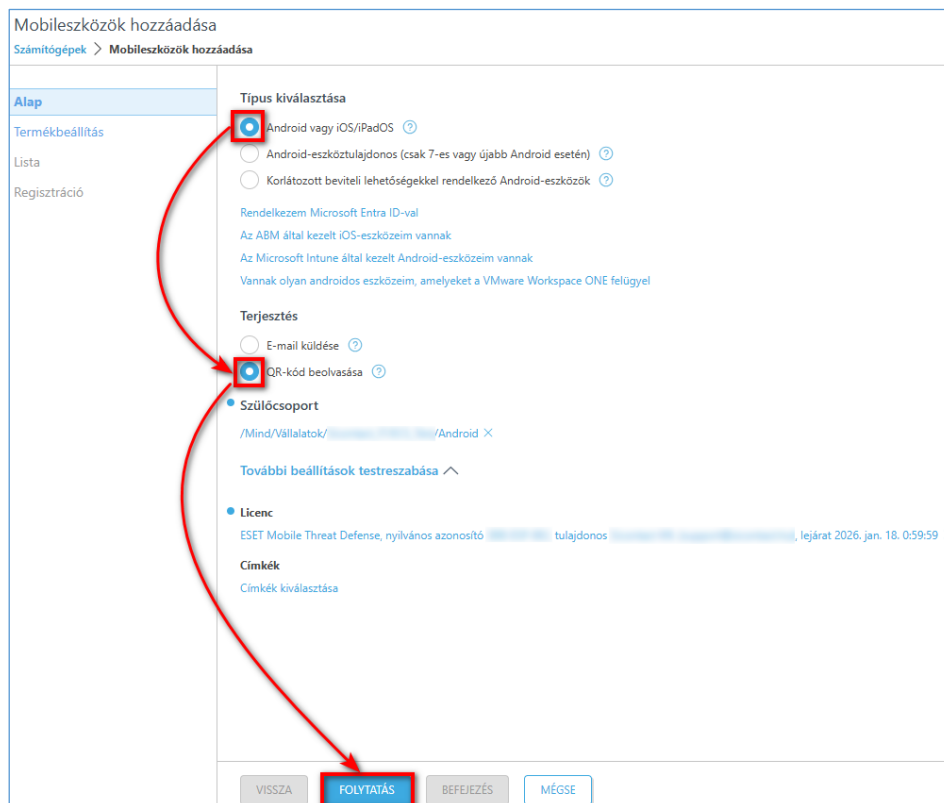 Mobileszközök hozzáadása
Számítógépek > Mobileszközök hozzáadása
Alap
Termékbeállítás
Lista
Regisztráció
Típus kiválasztása
Android vagy iOS/iPadOS ?
Android-eszköztulajdonos (csak 7-es vagy újabb Android esetén) ?
Korlátozott beviteli lehetőségekkel rendelkező Android-eszközök ?
Rendelkezem Microsoft Entra ID-val
Az ABM által kezelt iOS-eszközeim vannak
Az Microsoft Intune által kezelt Android-eszközeim vannak
Vannak olyan androidos eszközeim, amelyeket a VMware Workspace ONE felügyel
Terjesztés
E-mail küldése ?
QR-kód beolvasása ?
Szülőcsoport
/Mind/Vállalatok/ /Android ×
További beállítások testreszabása
Licenc
ESET Mobile Threat Defense, nyilvános azonosító tulajdonos , lejárat 2026. jan. 18. 0:59:59
Címkék
Címkék kiválasztása
VISSZA FOLYTATÁS BEFEJEZÉS MÉGSE